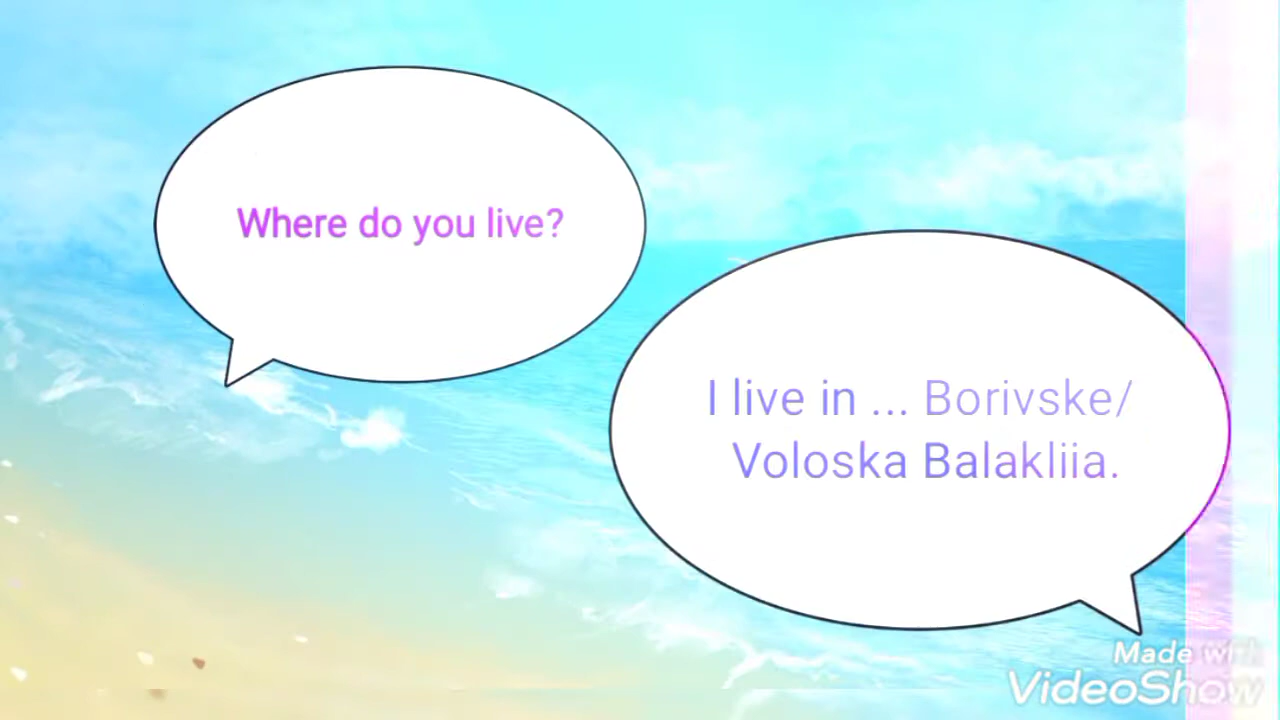 Where do you live?
I live in ... Borivske/
Voloska Balakliia.
Made with
VideoShow